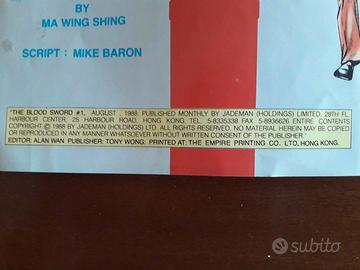 BY
MA WING SHING
SCRIPT : MIKE BARON
"THE BLOOD SWORD #1, AUGUST, 1988. PUBLISHED MONTHLY BY JADEMAN (HOLDINGS) LIMITED, 28TH FL.
HARBOUR CENTER, 25 HARBOUR ROAD, HONG KONG, TEL. 5-8335338 FAX 5-8936626 ENTIRE CONTENTS
COPYRIGHT © 1988 BY JADEMAN (HOLDINGS) LTD. ALL RIGHTS RESERVED. NO MATERIAL HEREIN MAY BE COPIED
OR REPRODUCED IN ANY MANNER WHATSOEVER WITHOUT WRITTEN CONSENT OF THE PUBLISHER."
EDITOR: ALAN WAN PUBLISHER: TONY WONG: PRINTED AT: THE EMPIRE PRINTING CO. LTD, HONG KONG.
subito